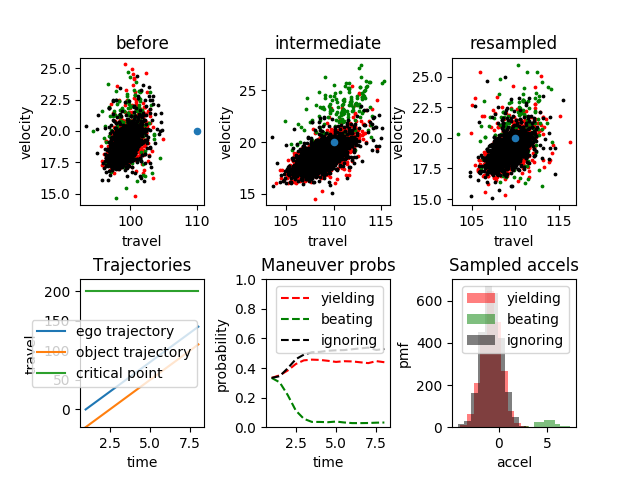 before
intermediate
resampled
25.0
22.5
20.0
17.5
15.0
velocity
100
110
travel
25
20
15
velocity
105
110
115
travel
25.0
22.5
20.0
17.5
15.0
velocity
105
110
115
travel
Trajectories
Maneuver probs
Sampled accels
200
150
100
50
0
travel
ego trajectory
object trajectory
critical point
2.5
5.0
7.5
time
1.0
0.8
0.6
0.4
0.2
0.0
probability
yielding
beating
ignoring
2.5
5.0
7.5
time
600
400
200
0
pmf
yielding
beating
ignoring
0
5
accel